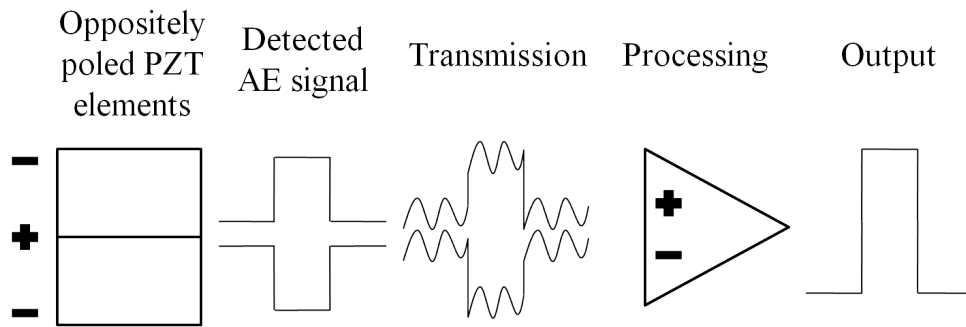 Oppositely
poled PZT
elements
Detected
AE signal
Transmission
Processing
Output
−
+
−
+
−